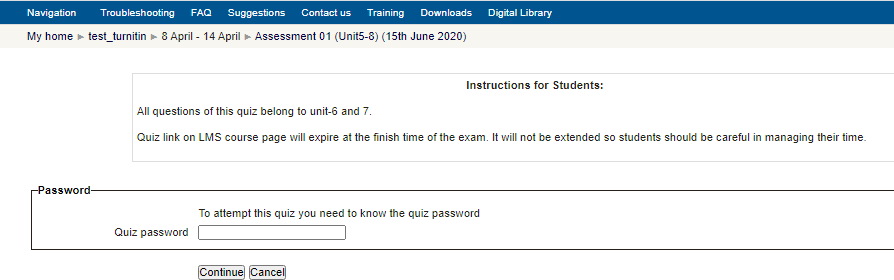 Navigation Troubleshooting FAQ Suggestions Contact us Training Downloads Digital Library
My home ► test_turnitin ► 8 April - 14 April ► Assessment 01 (Unit5-8) (15th June 2020)
Instructions for Students:
All questions of this quiz belong to unit-6 and 7.
Quiz link on LMS course page will expire at the finish time of the exam. It will not be extended so students should be careful in managing their time.
Password
To attempt this quiz you need to know the quiz password
Quiz password
Continue Cancel